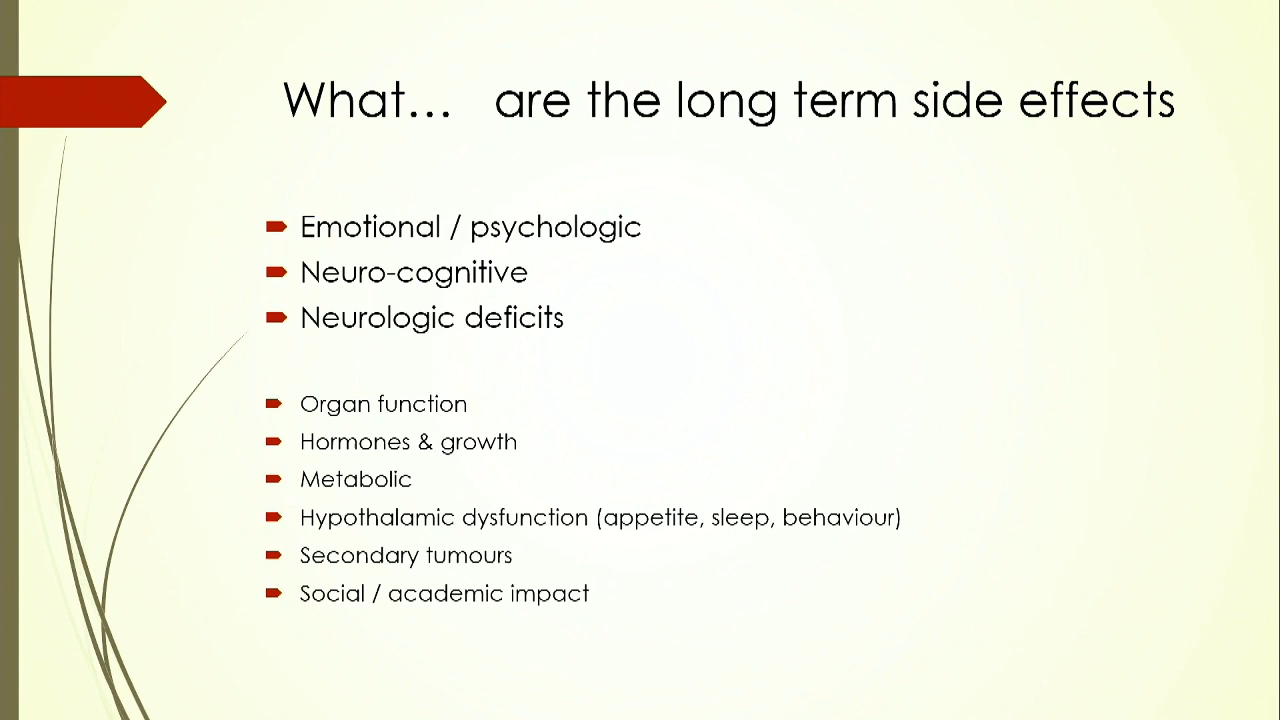 What... are the long term side effects
Emotional / psychologic
Neuro-cognitive
Neurologic deficits
Organ function
Hormones & growth
Metabolic
Hypothalamic dysfunction (appetite, sleep, behaviour)
Secondary tumours
Social / academic impact